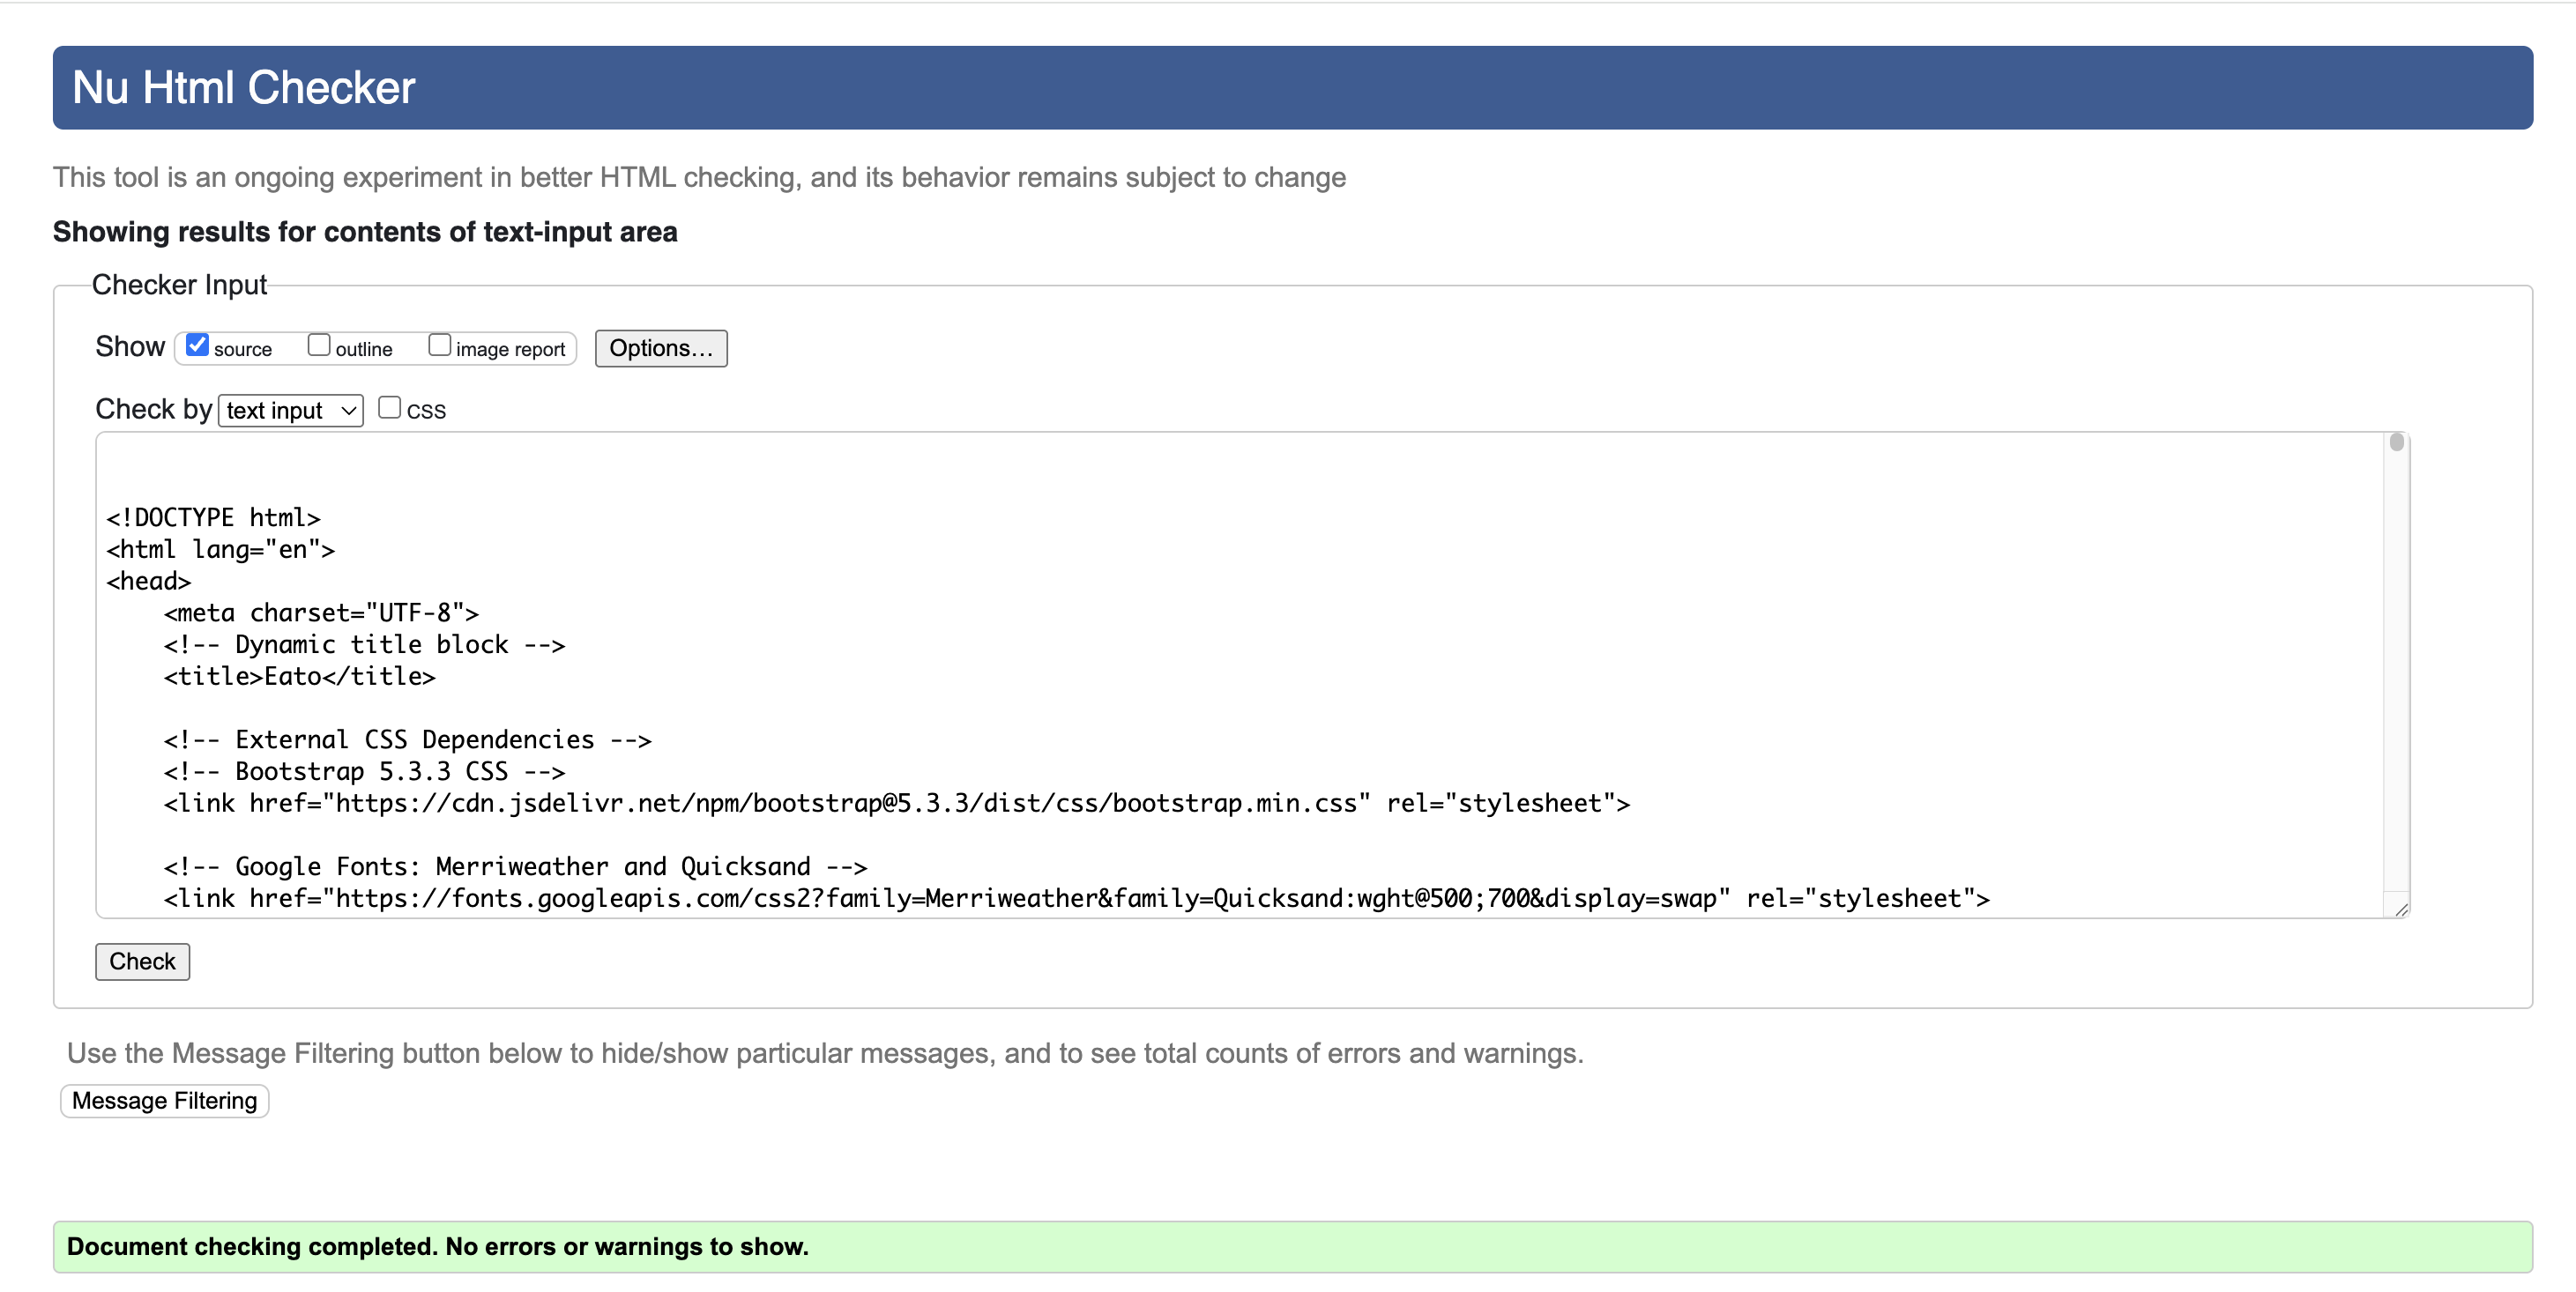 Nu Html Checker
This tool is an ongoing experiment in better HTML checking, and its behavior remains subject to change
Showing results for contents of text-input area
Checker Input
Show source outline image report Options...
Check by text input CSS
<!DOCTYPE html>
<html lang="en">
<head>
    <meta charset="UTF-8">
    <!-- Dynamic title block -->
    <title>Eato</title>
    <!-- External CSS Dependencies -->
    <!-- Bootstrap 5.3.3 CSS -->
    <link href="https://cdn.jsdelivr.net/npm/bootstrap@5.3.3/dist/css/bootstrap.min.css" rel="stylesheet">
    <!-- Google Fonts: Merriweather and Quicksand -->
    <link href="https://fonts.googleapis.com/css2?family=Merriweather&family=Quicksand:wght@500;700&display=swap" rel="stylesheet">
Check
Use the Message Filtering button below to hide/show particular messages, and to see total counts of errors and warnings.
Message Filtering
Document checking completed. No errors or warnings to show.